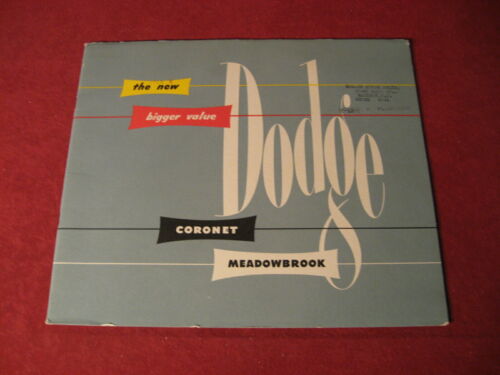 the new
bigger value
Dodge
CORONET
MEADOWBROOK